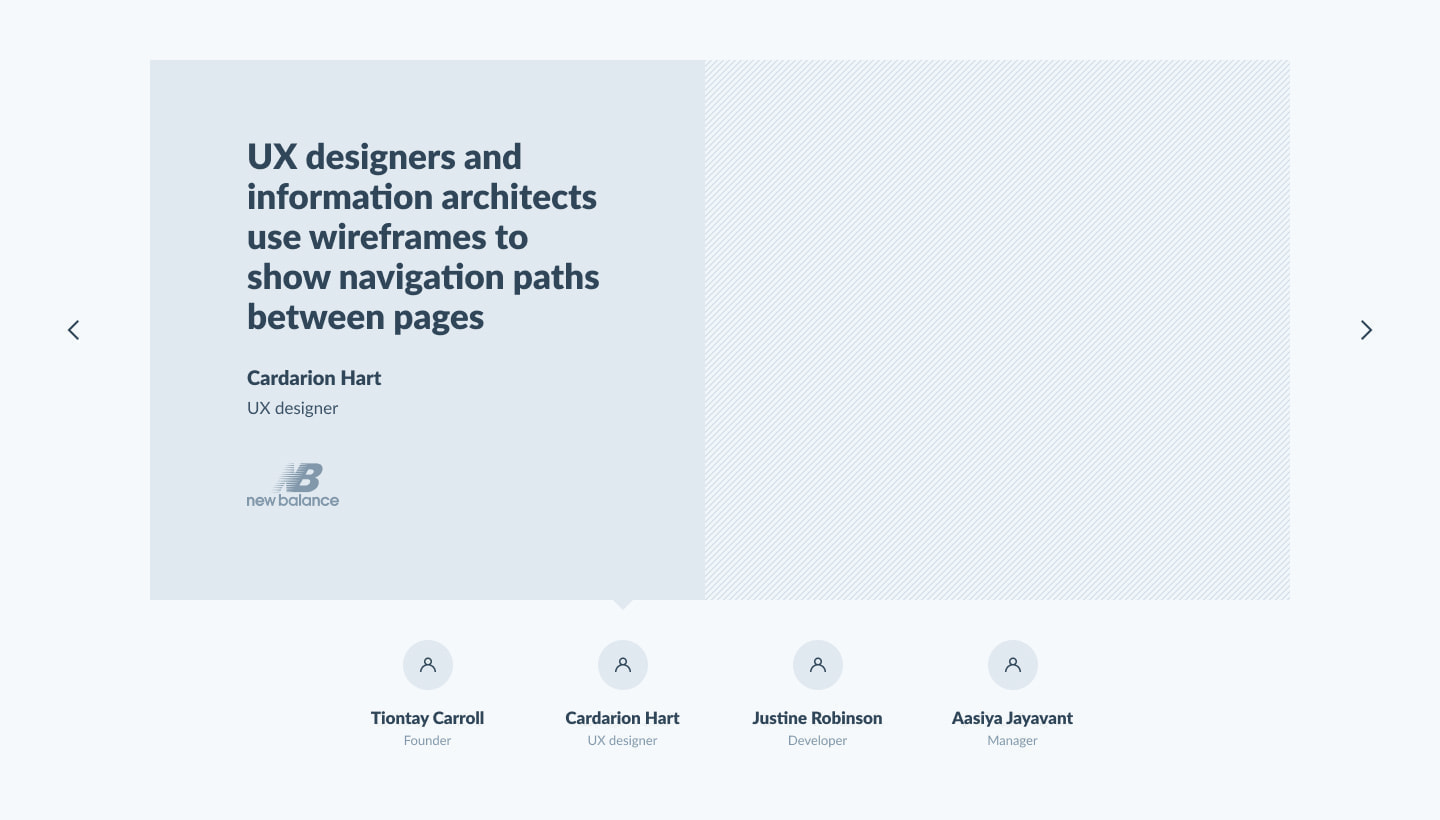 UX designers and
information architects
use wireframes to
show navigation paths
between pages
Cardarion Hart
UX designer
NB
new balance
Tiontay Carroll
Founder
Cardarion Hart
UX designer
Justine Robinson
Developer
Aasiya Jayavant
Manager